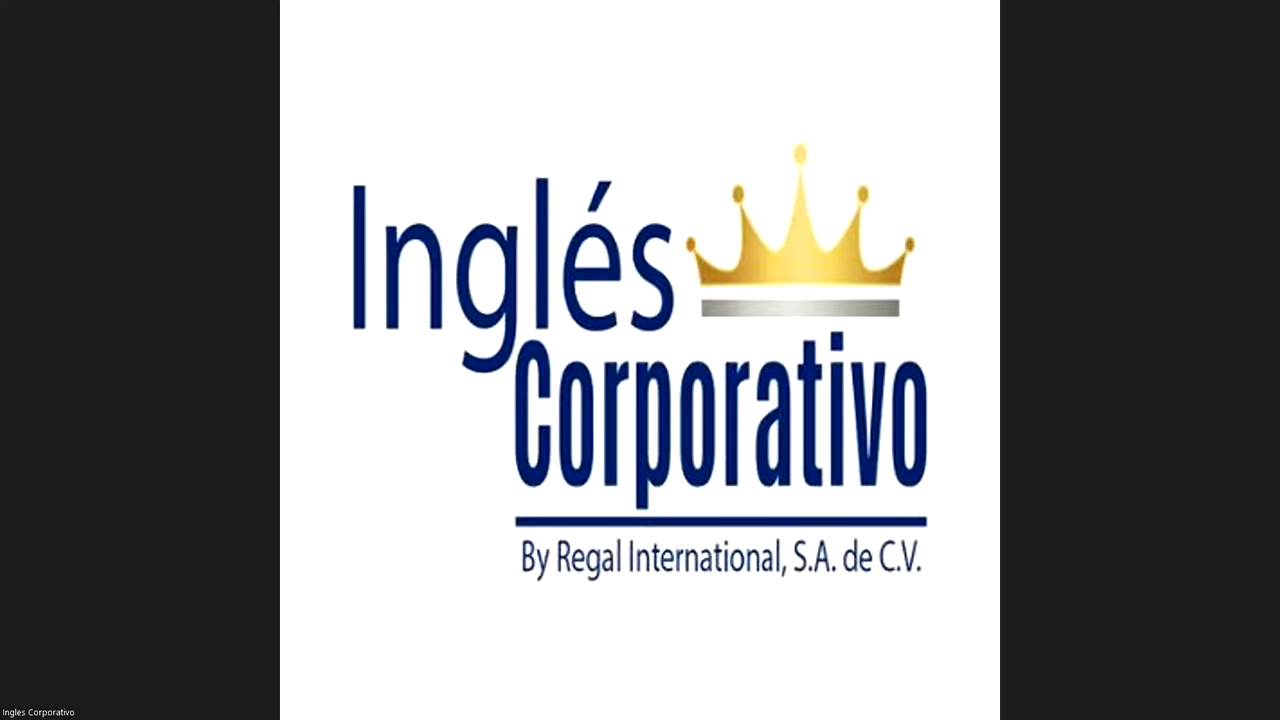 Inglés
Corporativo
By Regal International, S.A. de C.V.
Ingles Corporativo